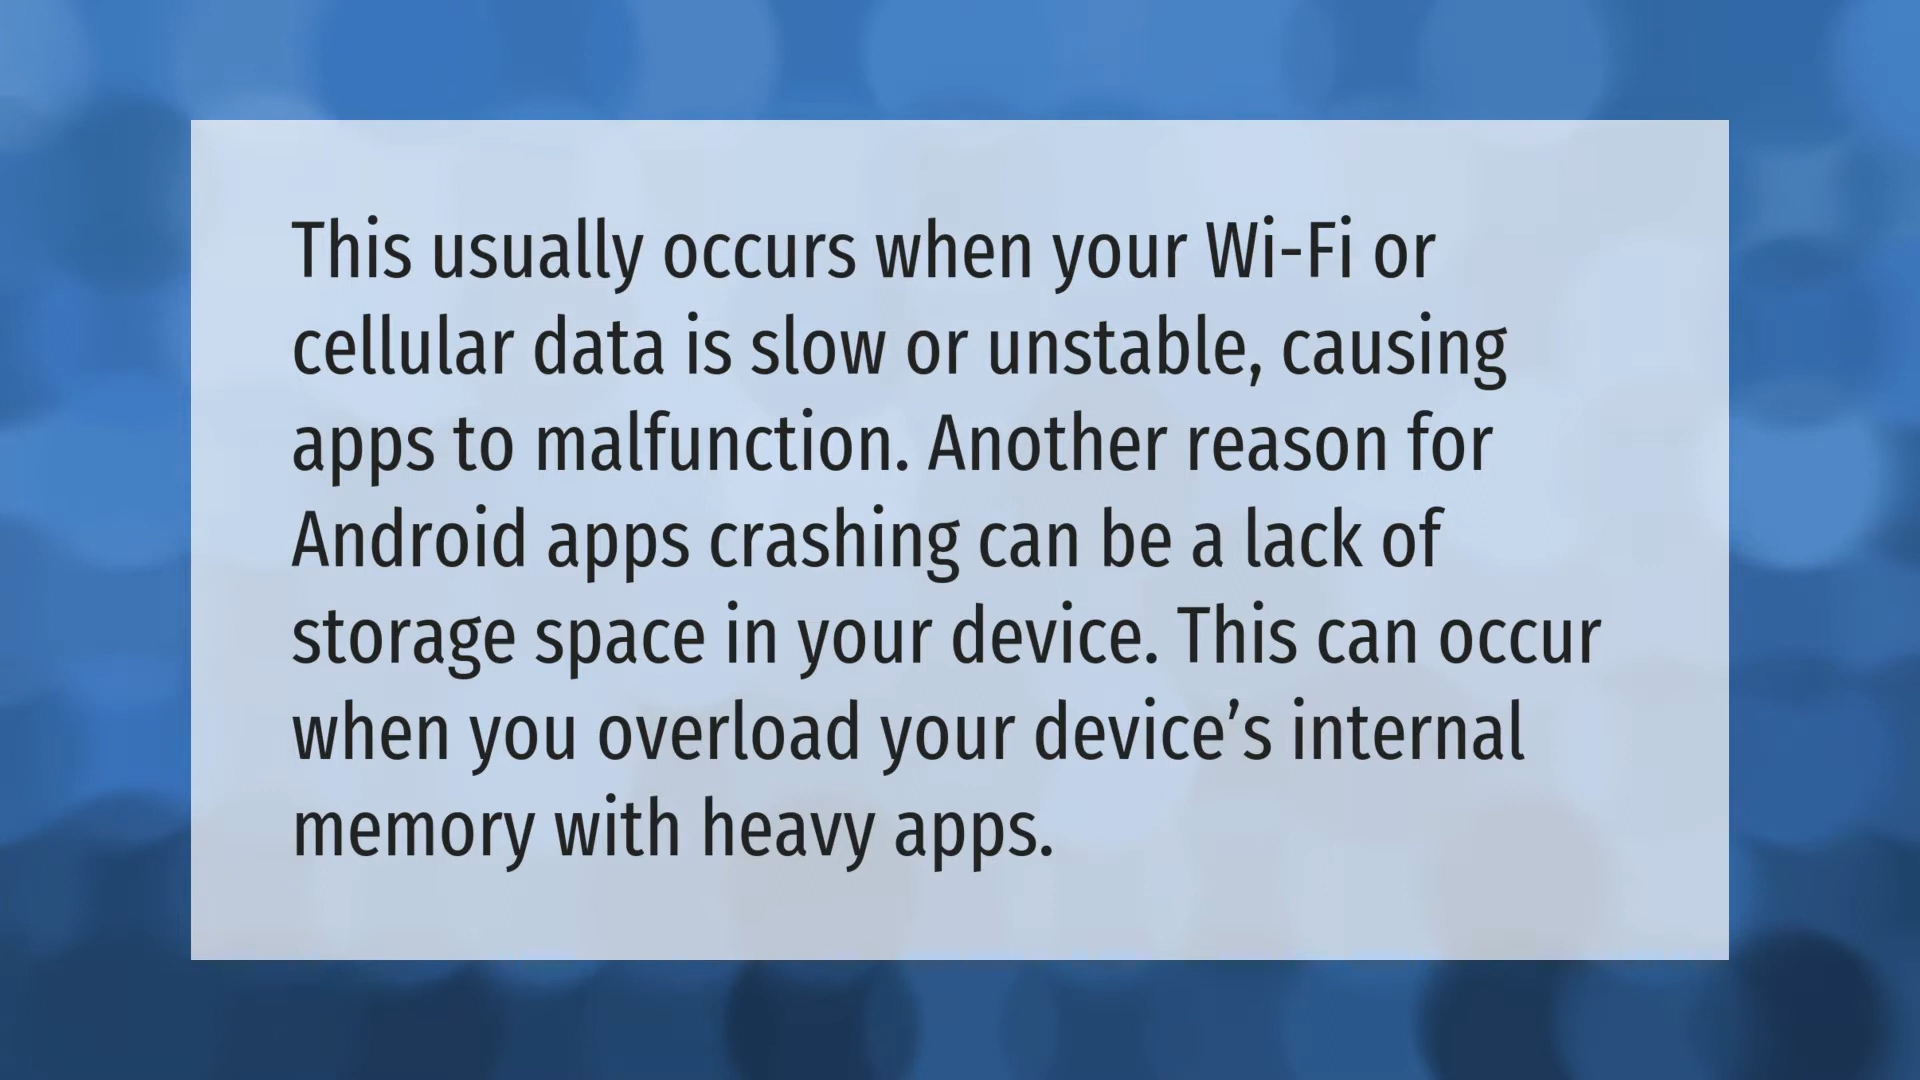 This usually occurs when your Wi-Fi or
cellular data is slow or unstable, causing
apps to malfunction. Another reason for
Android apps crashing can be a lack of
storage space in your device. This can occur
when you overload your device’s internal
memory with heavy apps.